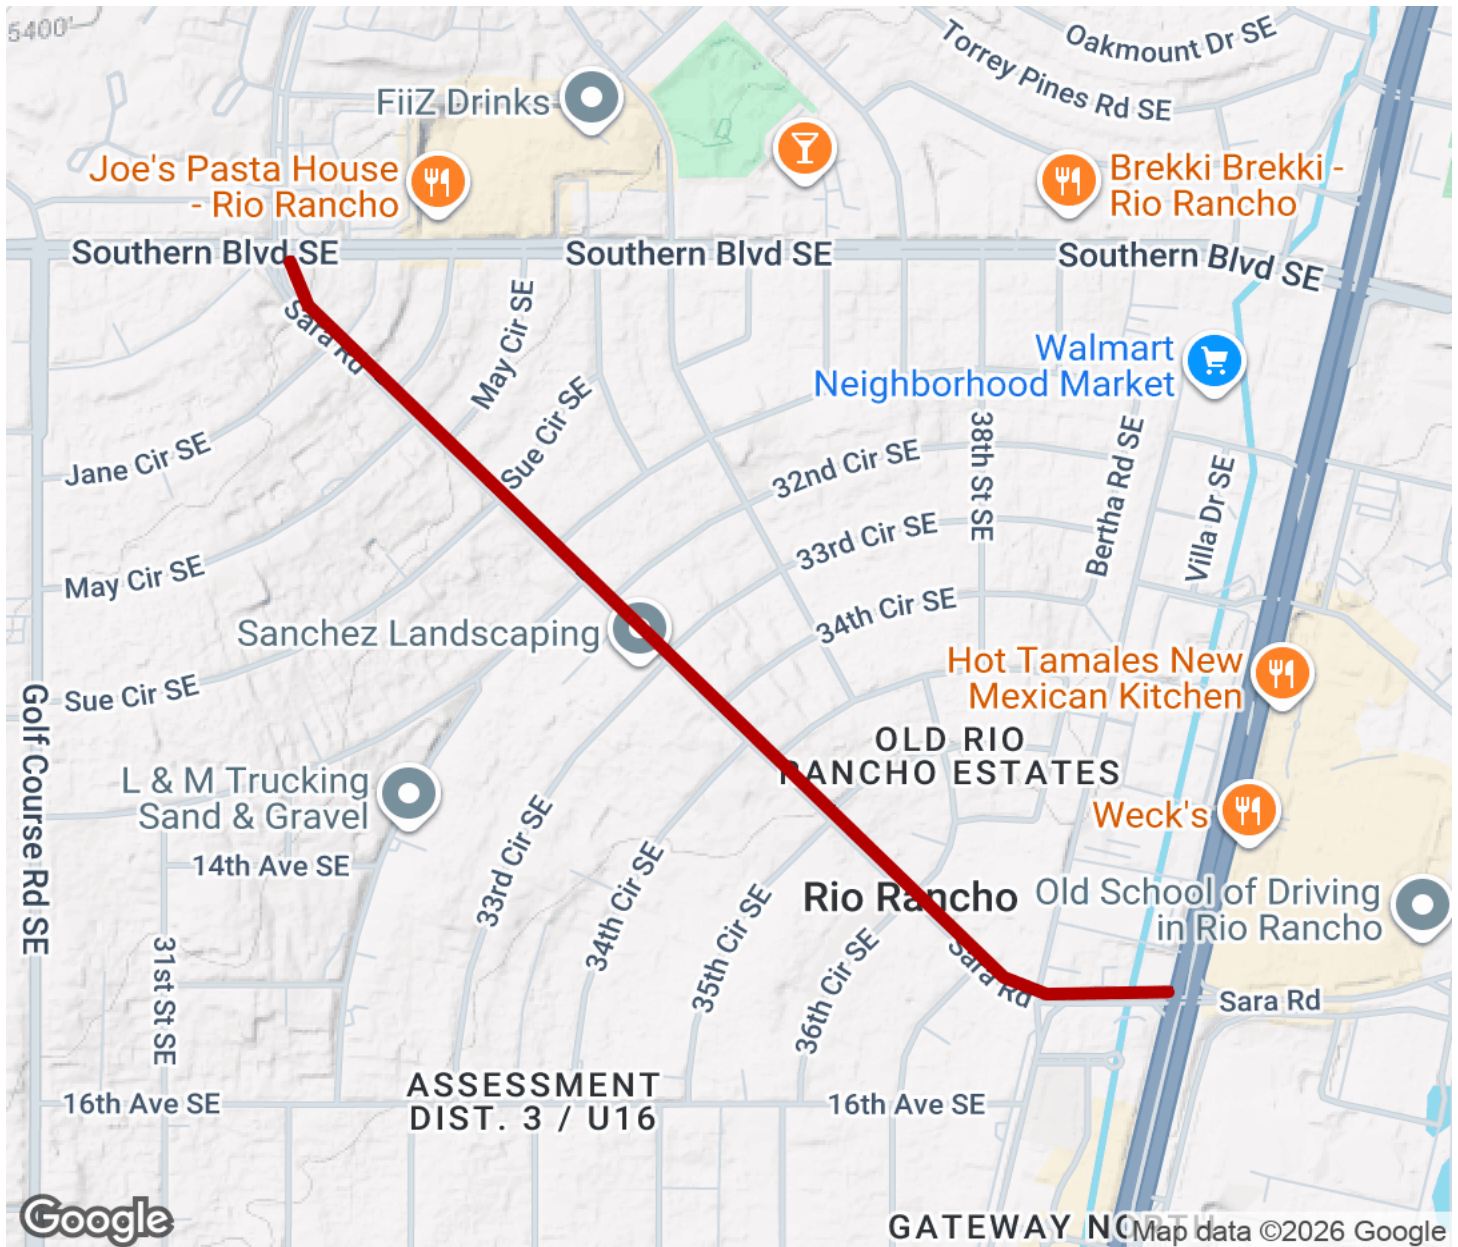 5400'
Oakmount Dr SE
Torrey Pines Rd SE
FiiZ Drinks
Joe's Pasta House
- Rio Rancho
Brekki Brekki -
Rio Rancho
Southern Blvd SE
Southern Blvd SE
Southern Blvd SE
Sara Rd
May Cir SE
Walmart
Neighborhood Market
Sue Cir SE
Jane Cir SE
32nd Cir SE
38th St SE
Bertha Rd SE
Villa Dr SE
33rd Cir SE
May Cir SE
34th Cir SE
Sanchez Landscaping
Hot Tamales New
Mexican Kitchen
Sue Cir SE
Golf Course Rd SE
OLD RIO
RANCHO ESTATES
L & M Trucking
Sand & Gravel
Weck's
14th Ave SE
33rd Cir SE
34th Cir SE
35th Cir SE
36th Cir SE
Rio Rancho
Old School of Driving
in Rio Rancho
31st St SE
Sara Rd
Sara Rd
ASSESSMENT
DIST. 3 / U16
16th Ave SE
16th Ave SE
GATEWAY NORTH
Google
Map data ©2026 Google